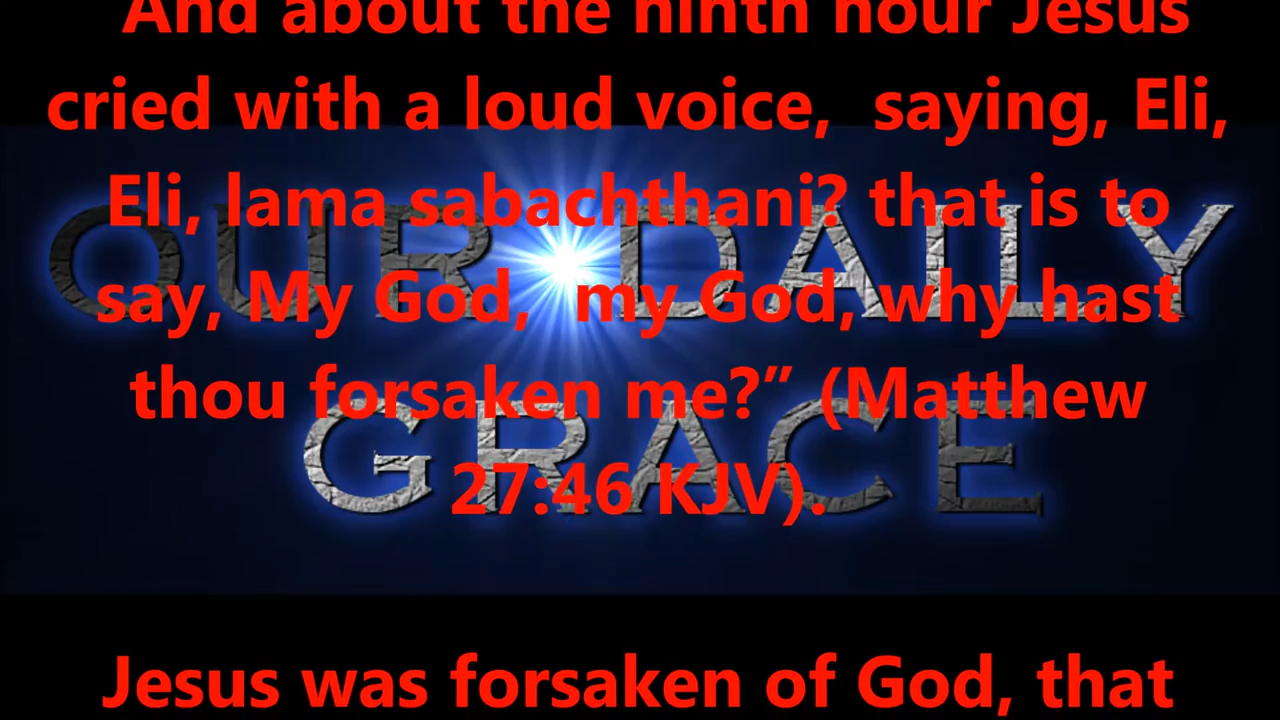 And about the ninth hour Jesus
cried with a loud voice,  saying, Eli,
Eli, lama sabachthani? that is to
say, My God,  my God, why hast
thou forsaken me?”  (Matthew
27:46 KJV).
Jesus was forsaken of God, that
OUR DAILY
GRACE